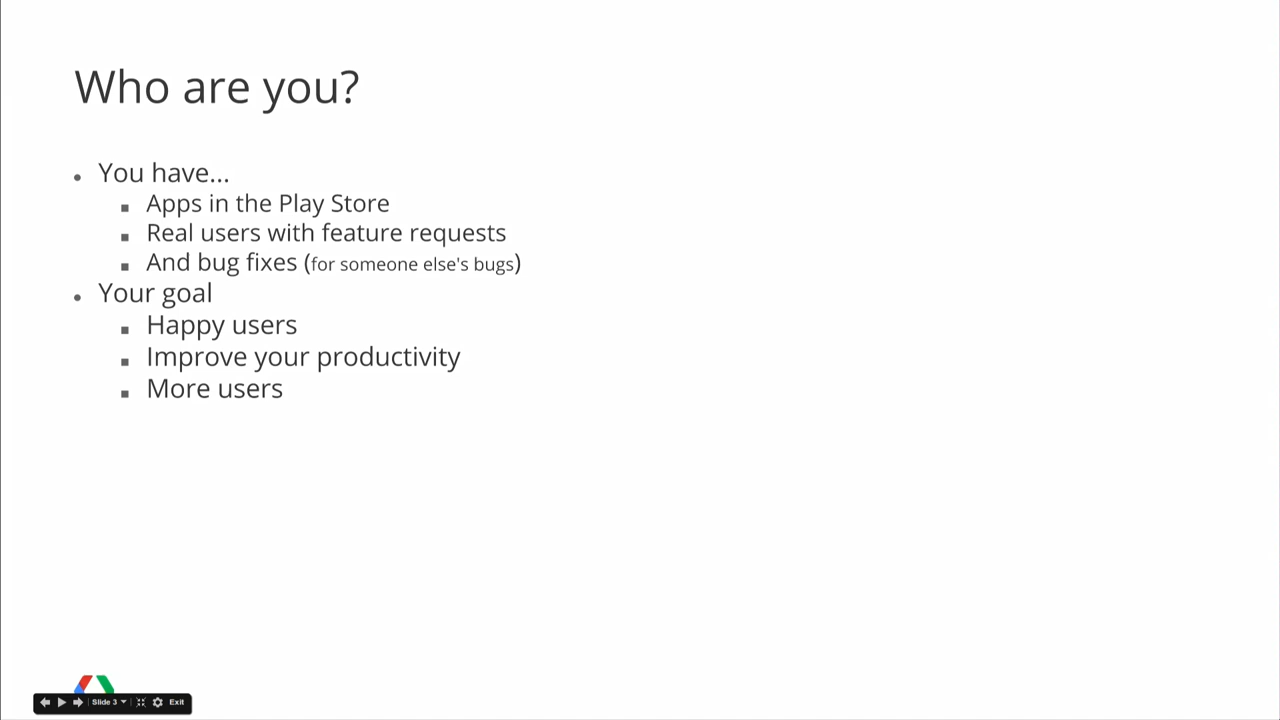 Who are you?
You have...
Apps in the Play Store
Real users with feature requests
And bug fixes (for someone else's bugs)
Your goal
Happy users
Improve your productivity
More users
Slide 3
Exit